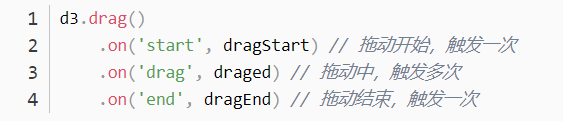 1 d3.drag()
2     .on('start', dragStart) // 拖动开始，触发一次
3     .on('drag', draged) // 拖动中，触发多次
4     .on('end', dragEnd) // 拖动结束，触发一次